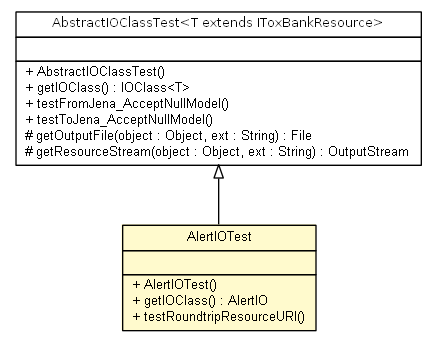 AbstractIOClassTest<T extends IToxBankResource>
+ AbstractIOClassTest()
+ getIOClass() : IOClass<T>
+ testFromJena_AcceptNullModel()
+ testToJena_AcceptNullModel()
# getOutputFile(object : Object, ext : String) : File
# getResourceStream(object : Object, ext : String) : OutputStream
AlertIOTest
+ AlertIOTest()
+ getIOClass() : AlertIO
+ testRoundtripResourceURI()